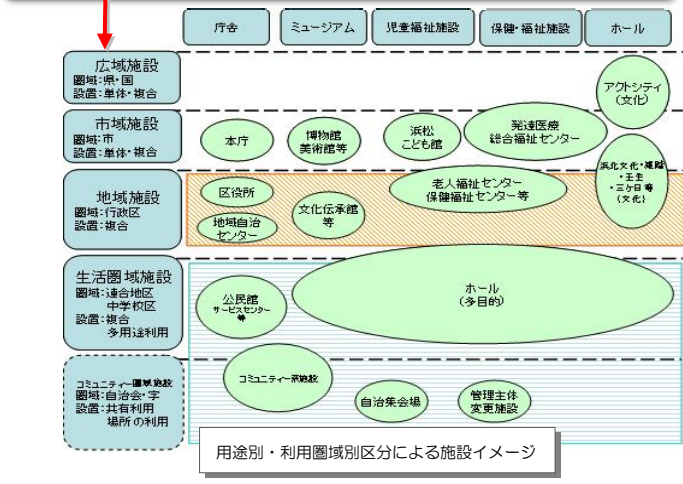 庁舎
ミュージアム
児童福祉施設
保健・福祉施設
ホール
広域施設
圏域:県・国
設置:単体・複合
アクトシティ
(文化)
市域施設
圏域:市
設置:単体・複合
本庁
博物館
美術館等
浜松
こども館
発達医療
総合福祉センター
浜北文化・雄踏
・壬生
・三ケ日等
(文化)
地域施設
圏域:行政区
設置:複合
区役所
地域自治
センター
文化伝承館
等
老人福祉センター
保健福祉センター等
生活圏域施設
圏域:連合地区
中学校区
設置:複合
多用途利用
公民館
サービスセンター
等
ホール
(多目的)
コミュニティー圏域施設
圏域:自治会・字
設置:共有利用
場所の利用
コミュニティー系施設
自治集会場
管理主体
変更施設
用途別・利用圏域別区分による施設イメージ